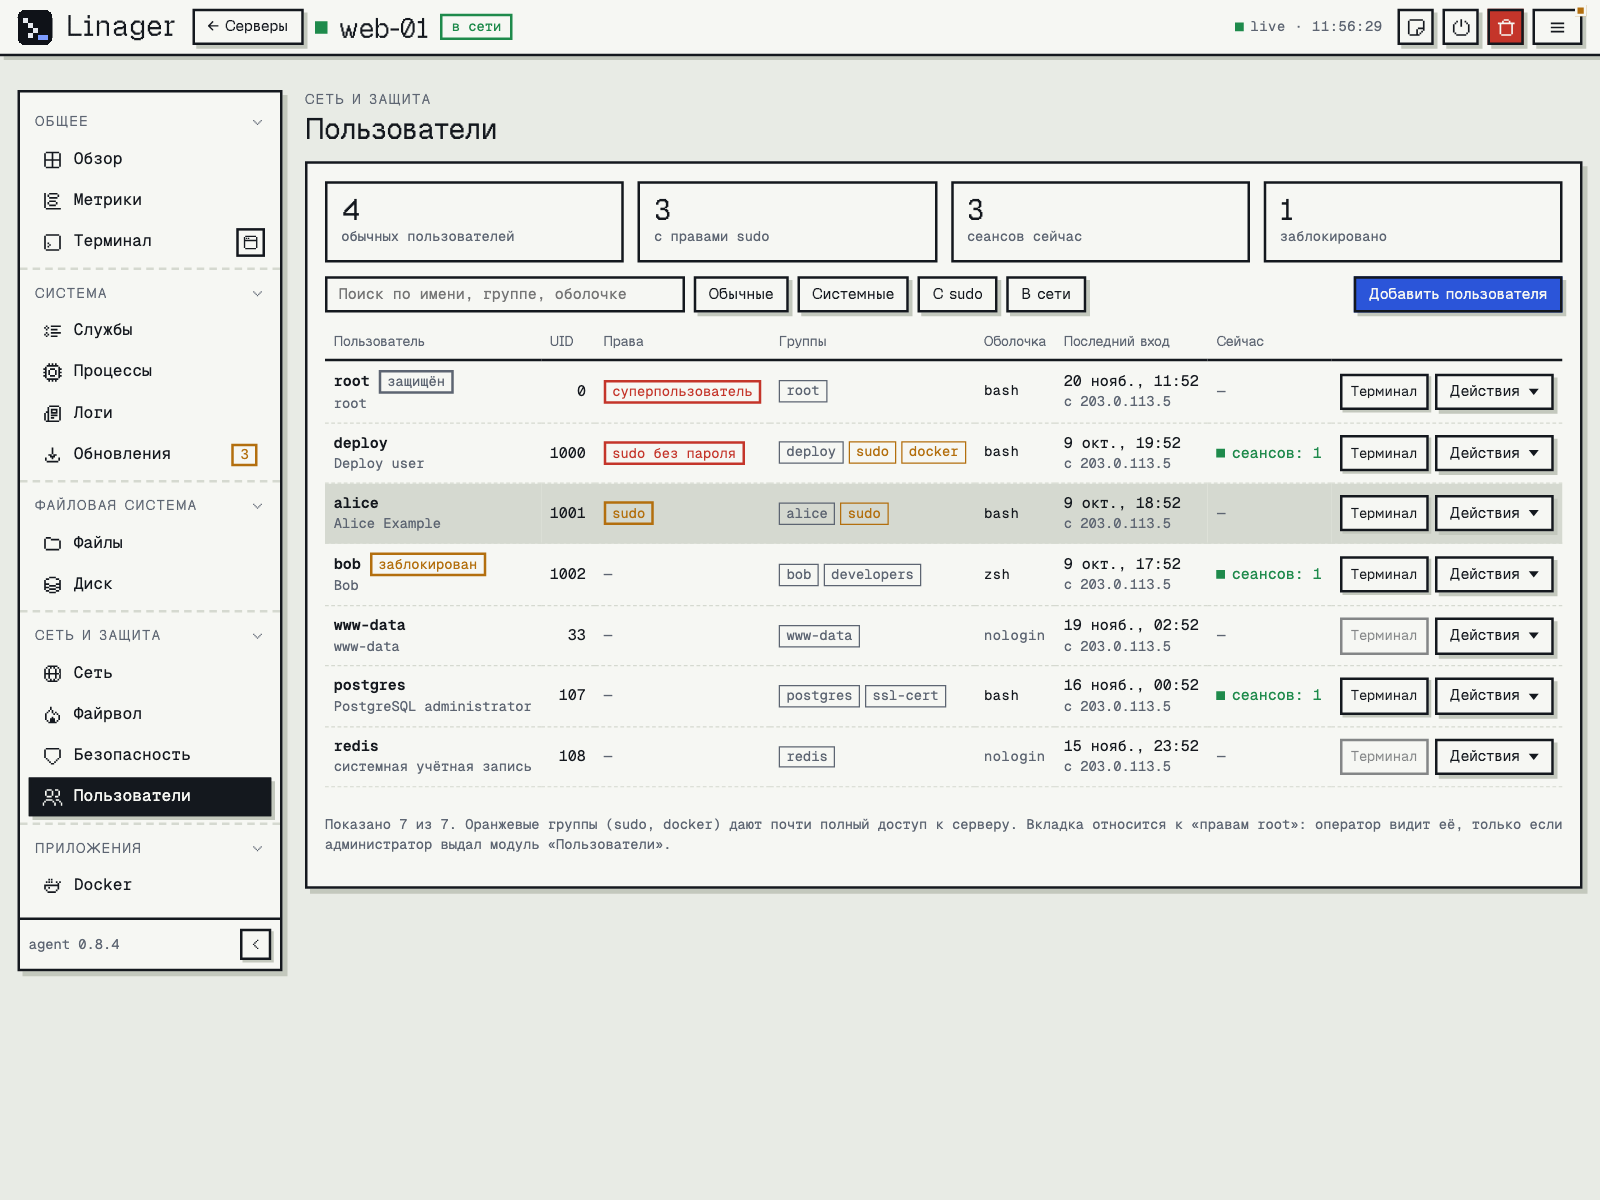 Linager
← Серверы
web-01
в сети
live · 11:56:29
ОБЩЕЕ
Обзор
Метрики
Терминал
СИСТЕМА
Службы
Процессы
Логи
Обновления 3
ФАЙЛОВАЯ СИСТЕМА
Файлы
Диск
СЕТЬ И ЗАЩИТА
Сеть
Файрвол
Безопасность
Пользователи
ПРИЛОЖЕНИЯ
Docker
agent 0.8.4
СЕТЬ И ЗАЩИТА
Пользователи
4
обычных пользователей
3
с правами sudo
3
сеансов сейчас
1
заблокировано
Поиск по имени, группе, оболочке
Обычные Системные С sudo В сети
Добавить пользователя
Пользователь UID Права Группы Оболочка Последний вход Сейчас
root защищён 0 суперпользователь root bash 20 нояб., 11:52 — Терминал Действия ▼
root с 203.0.113.5
deploy 1000 sudo без пароля deploy sudo docker bash 9 окт., 19:52 сеансов: 1 Терминал Действия ▼
Deploy user с 203.0.113.5
alice 1001 sudo alice sudo bash 9 окт., 18:52 — Терминал Действия ▼
Alice Example с 203.0.113.5
bob заблокирован 1002 — bob developers zsh 9 окт., 17:52 сеансов: 1 Терминал Действия ▼
Bob с 203.0.113.5
www-data 33 — www-data nologin 19 нояб., 02:52 — Терминал Действия ▼
www-data с 203.0.113.5
postgres 107 — postgres ssl-cert bash 16 нояб., 00:52 сеансов: 1 Терминал Действия ▼
PostgreSQL administrator с 203.0.113.5
redis 108 — redis nologin 15 нояб., 23:52 — Терминал Действия ▼
системная учётная запись с 203.0.113.5
Показано 7 из 7. Оранжевые группы (sudo, docker) дают почти полный доступ к серверу. Вкладка относится к «правам root»: оператор видит её, только если
администратор выдал модуль «Пользователи».